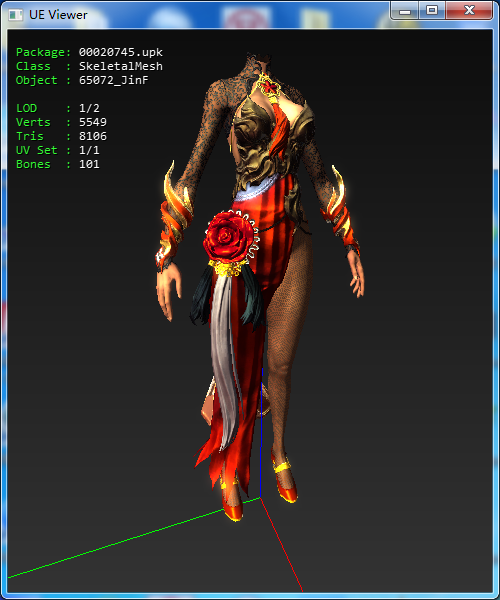 UE Viewer
Package: 00020745.upk
Class : SkeletalMesh
Object : 65072_JinF
LOD : 1/2
Verts : 5549
Tris : 8106
UV Set : 1/1
Bones : 101